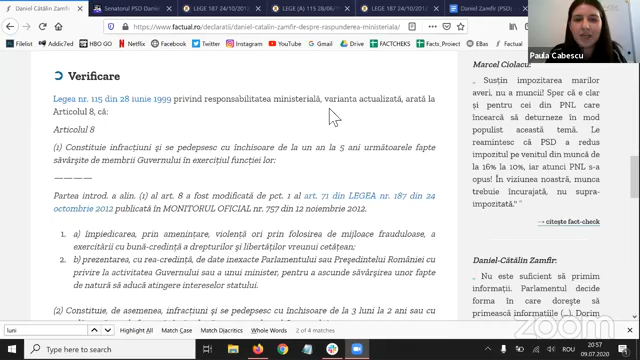 Daniel Cătălin Zamfir
Senatorul PSD Danie
LEGE 187 24/10/2
LEGE (A) 115 28/06/
LEGE 187 24/10/2
Daniel Zamfir (PSD)
https://www.factual.ro/declaratii/daniel-catalin-zamfir-despre-raspunderea-ministeriala/
Addic7ed
HBO GO
Netflix
Cookie
Twitter
Drive
FACTCHEKS
Facts_Project
EBay
DM
Other Bookmarks
Paula Cabescu
Verificare
Legea nr. 115 din 28 iunie 1999 privind responsabilitatea ministerială, varianta actualizată, arată la
Articolul 8, că:
Articolul 8
(1) Constituie infracțiuni și se pedepsesc cu închisoare de la un an la 5 ani următoarele fapte
săvârșite de membrii Guvernului în exercițiul funcției lor:
————
Partea introd. a alin. (1) al art. 8 a fost modificată de pct. 1 al art. 71 din LEGEA nr. 187 din 24
octombrie 2012 publicată în MONITORUL OFICIAL nr. 757 din 12 noiembrie 2012.
1. a) împiedicarea, prin amenințare, violență ori prin folosirea de mijloace frauduloase, a
exercitării cu bună-credință a drepturilor și libertăților vreunui cetățean;
2. b) prezentarea, cu rea-credință, de date inexacte Parlamentului sau Președintelui României
cu privire la activitatea Guvernului sau a unui minister, pentru a ascunde săvârșirea unor fapte
de natură să aducă atingere intereselor statului.
(2) Constituie, de asemenea, infracțiuni și se pedepsesc cu închisoare de la 3 luni la 2 ani sau cu
Marcel Ciolacu:
„ Susțin impozitarea marilor
averi, nu a muncii! Sper că e clar
și pentru cei din PNL care
încearcă să deturneze în mod
populist această temă. Le
reamintesc că PSD a redus
impozitul pe venitul din muncă de
la 16% la 10%, iar atunci PNL s-a
opus! În viziunea noastră, munca
trebuie încurajată, nu supra-
impozitată. ”
→ citește fact-check
Daniel-Cătălin Zamfir:
„ Nu este suficient să primim
informații. Parlamentul decide
forma în care dorește să
primească informațiile (...). Dorim
luni
Highlight All
Match Case
Match Diacritics
Whole Words
2 of 4 matches
zoom
Type here to search
ROU
20:57
09.07.2020